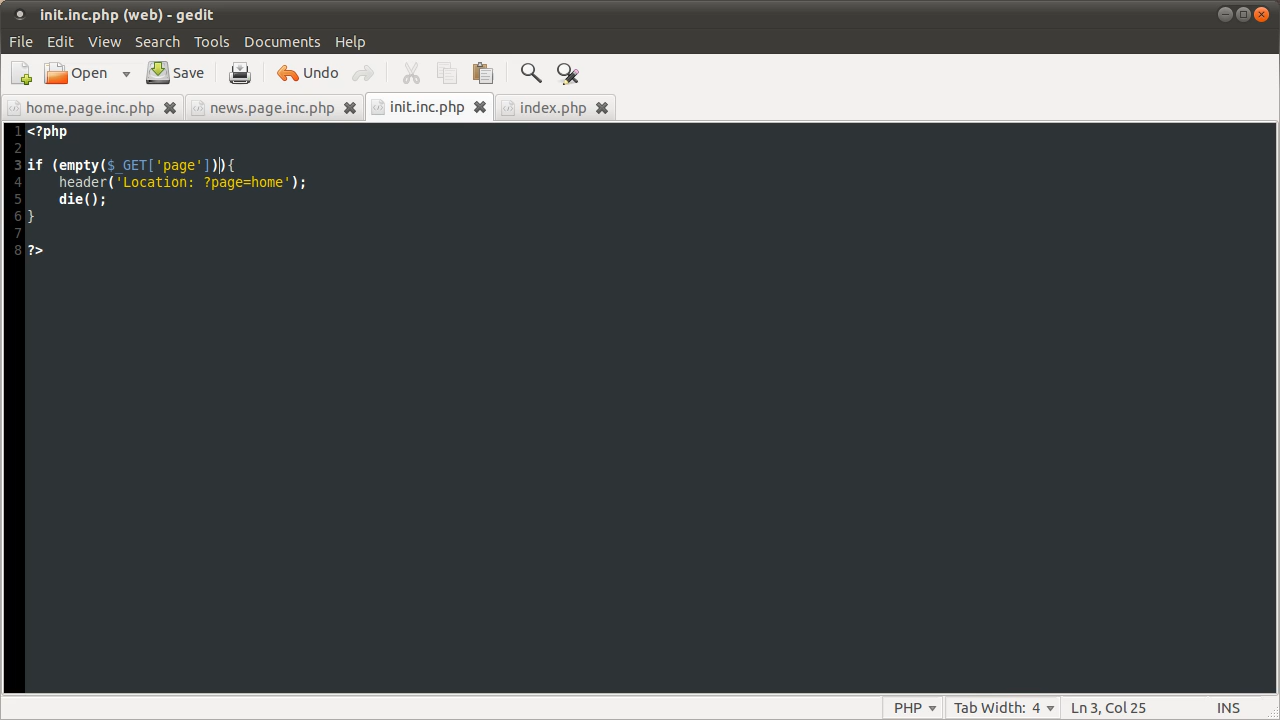 init.inc.php (web) - gedit
File Edit View Search Tools Documents Help
Open Save Undo
home.page.inc.php news.page.inc.php init.inc.php index.php
1 <?php
2
3 if (empty($_GET['page'])){
4     header('Location: ?page=home');
5     die();
6 }
7
8 ?>
PHP Tab Width: 4 Ln 3, Col 25 INS